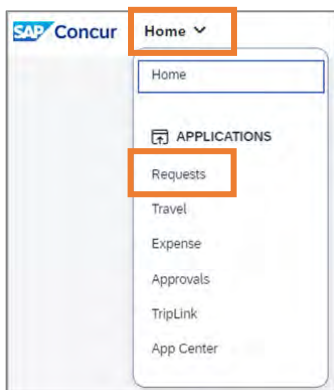 SAP Concur Home
Home
APPLICATIONS
Requests
Travel
Expense
Approvals
TripLink
App Center